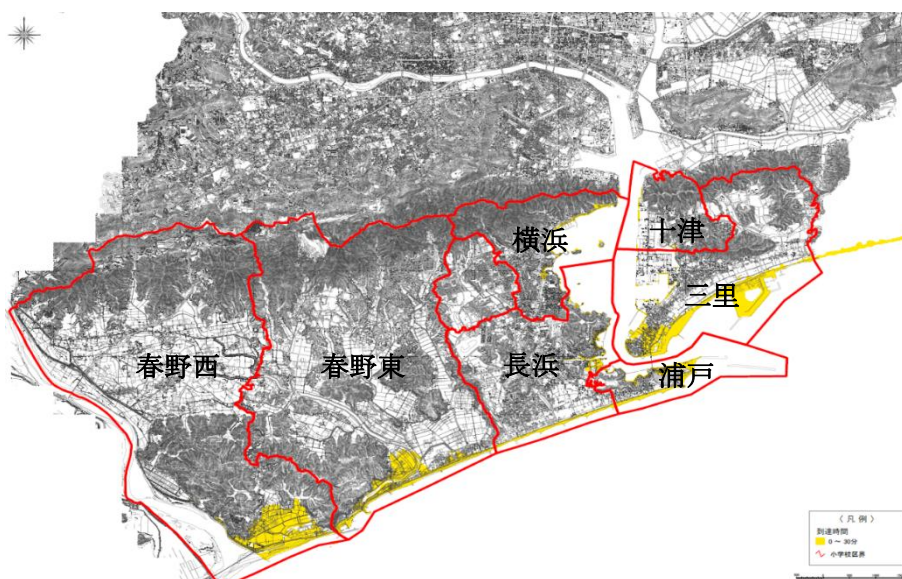 横浜
十津
三里
春野西
春野東
長浜
浦戸
〈凡例〉
到達時間
0～30分
小学校区界